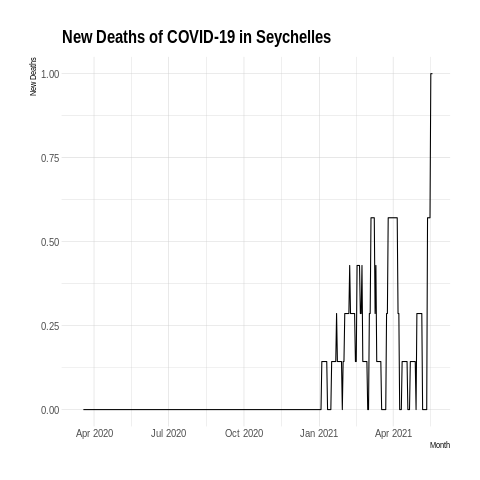 New Deaths of COVID-19 in Seychelles
New Deaths
1.00
0.75
0.50
0.25
0.00
Apr 2020 Jul 2020 Oct 2020 Jan 2021 Apr 2021
Month